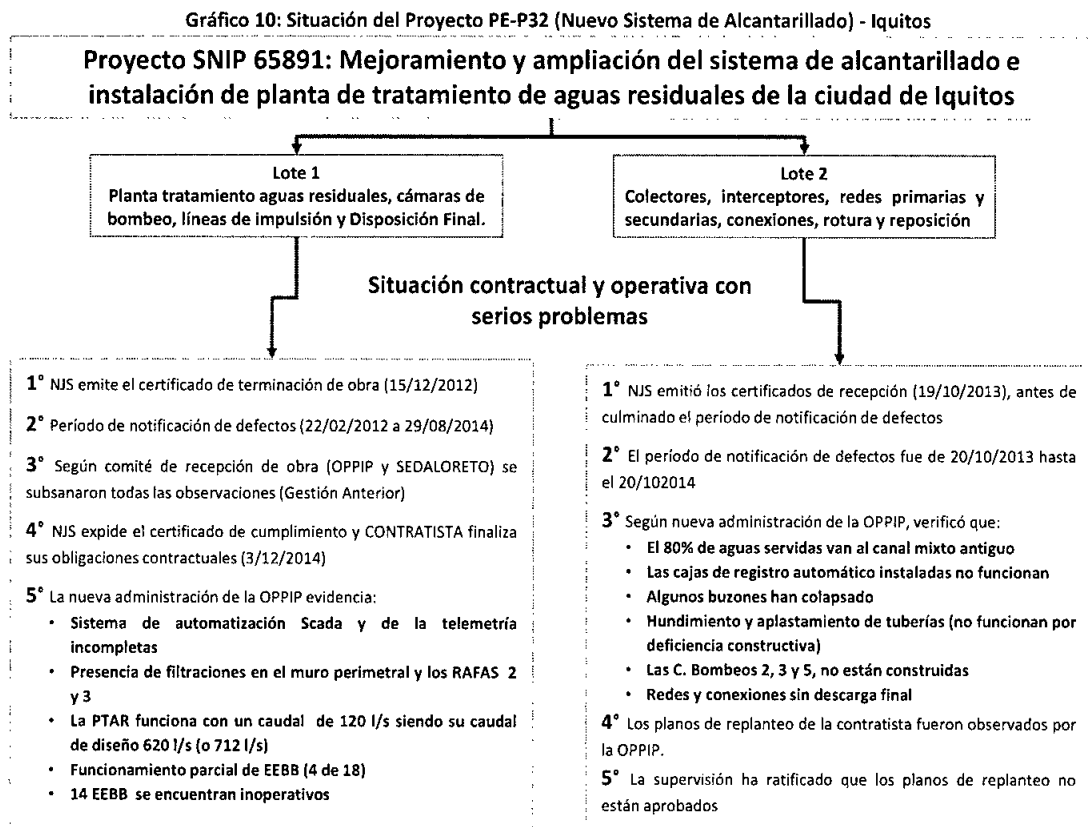 Gráfico 10: Situación del Proyecto PE-P32 (Nuevo Sistema de Alcantarillado) - Iquitos
Proyecto SNIP 65891: Mejoramiento y ampliación del sistema de alcantarillado e
instalación de planta de tratamiento de aguas residuales de la ciudad de Iquitos
Lote 1
Planta tratamiento aguas residuales, cámaras de
bombeo, líneas de impulsión y Disposición Final.
Lote 2
Colectores, interceptores, redes primarias y
secundarias, conexiones, rotura y reposición
Situación contractual y operativa con
serios problemas
1° NJS emite el certificado de terminación de obra (15/12/2012)
2° Período de notificación de defectos (22/02/2012 a 29/08/2014)
3° Según comité de recepción de obra (OPPIP y SEDALORETO) se
subsanaron todas las observaciones (Gestión Anterior)
4° NJS expide el certificado de cumplimiento y CONTRATISTA finaliza
sus obligaciones contractuales (3/12/2014)
5° La nueva administración de la OPPIP evidencia:
• Sistema de automatización Scada y de la telemetría
incompletas
• Presencia de filtraciones en el muro perimetral y los RAFAS 2
y 3
• La PTAR funciona con un caudal de 120 l/s siendo su caudal
de diseño 620 l/s (o 712 l/s)
• Funcionamiento parcial de EEBB (4 de 18)
• 14 EEBB se encuentran inoperativos
1° NJS emitió los certificados de recepción (19/10/2013), antes de
culminado el período de notificación de defectos
2° El período de notificación de defectos fue de 20/10/2013 hasta
el 20/102014
3° Según nueva administración de la OPPIP, verificó que:
• El 80% de aguas servidas van al canal mixto antiguo
• Las cajas de registro automático instaladas no funcionan
• Algunos buzones han colapsado
• Hundimiento y aplastamiento de tuberías (no funcionan por
deficiencia constructiva)
• Las C. Bombeos 2, 3 y 5, no están construidas
• Redes y conexiones sin descarga final
4° Los planos de replanteo de la contratista fueron observados por
la OPPIP.
5° La supervisión ha ratificado que los planos de replanteo no
están aprobados